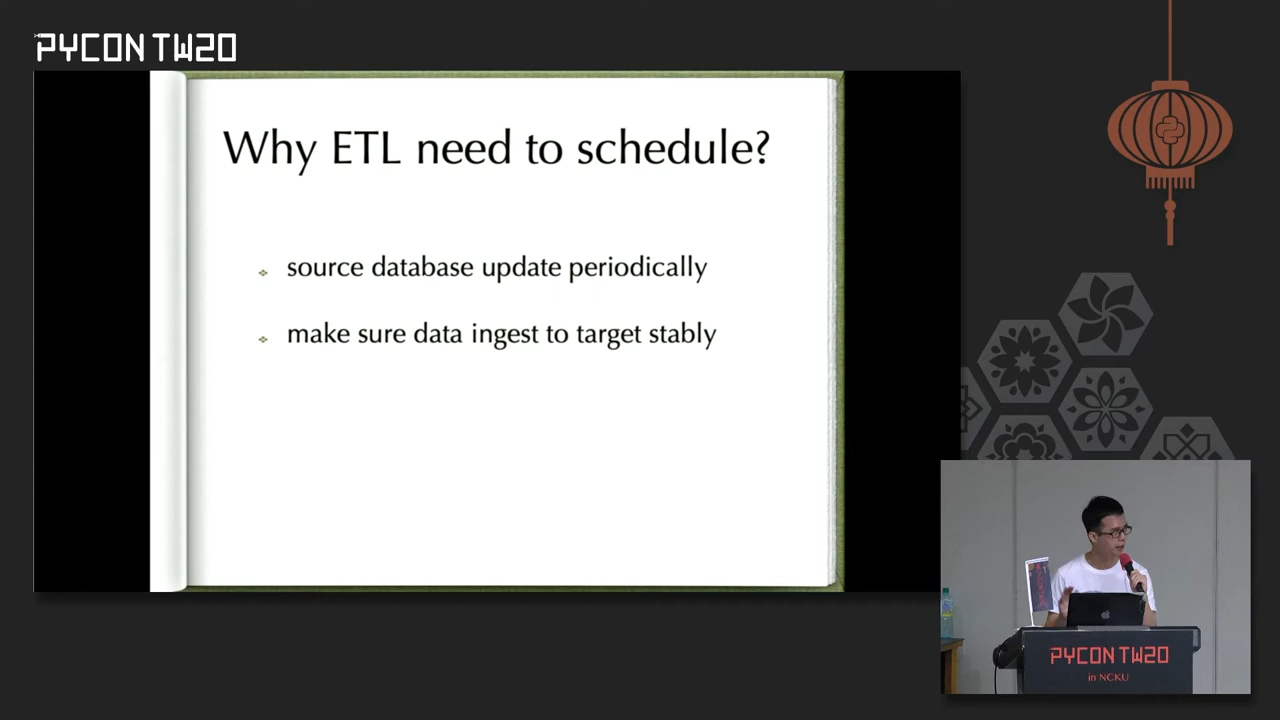 PYCON TW20
Why ETL need to schedule?
source database update periodically
make sure data ingest to target stably
PYCON TW20
in NCKU